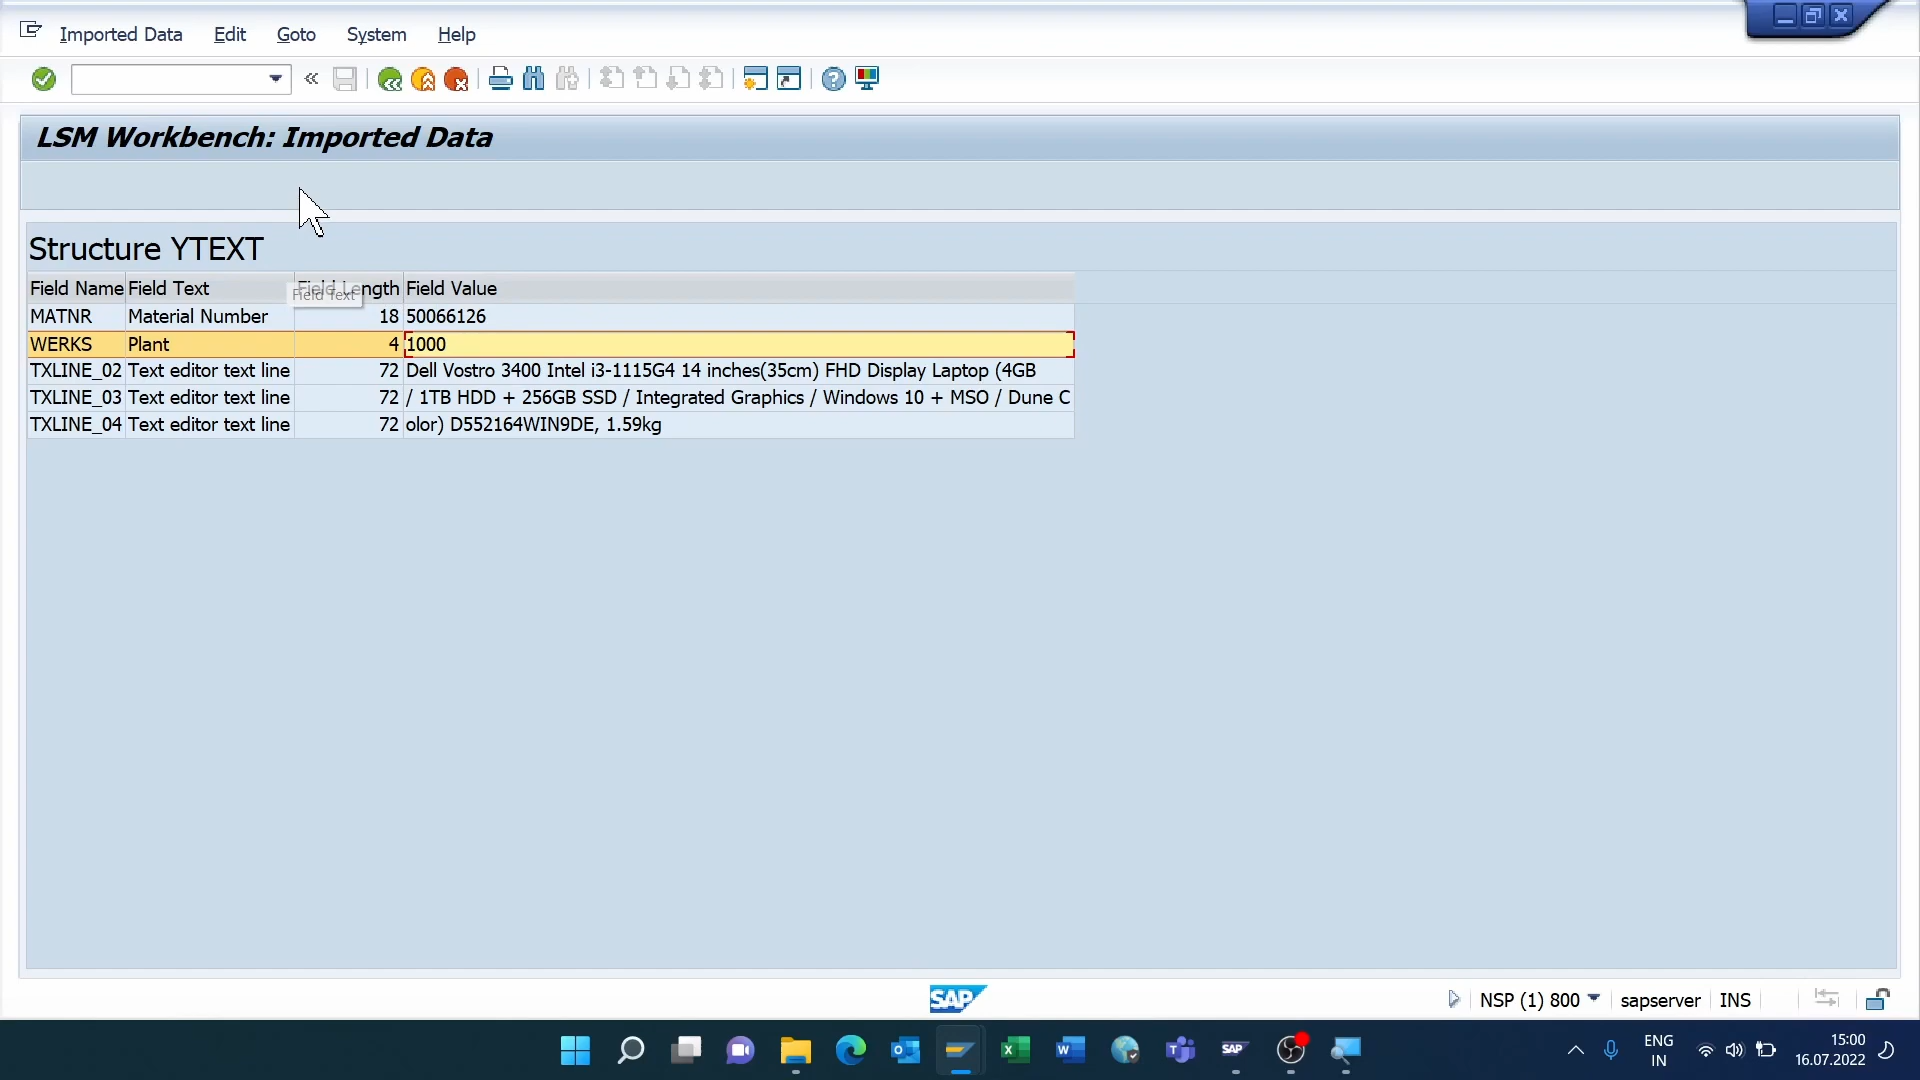 Imported Data Edit Goto System Help
LSM Workbench: Imported Data
Structure YTEXT
Field Name Field Text Field Length Field Value
Field Text
MATNR Material Number 18 50066126
WERKS Plant 4 1000
TXLINE_02 Text editor text line 72 Dell Vostro 3400 Intel i3-1115G4 14 inches(35cm) FHD Display Laptop (4GB
TXLINE_03 Text editor text line 72 / 1TB HDD + 256GB SSD / Integrated Graphics / Windows 10 + MSO / Dune C
TXLINE_04 Text editor text line 72 olor) D552164WIN9DE, 1.59kg
SAP
NSP (1) 800 sapserver INS
SAP
ENG
IN
15:00
16.07.2022